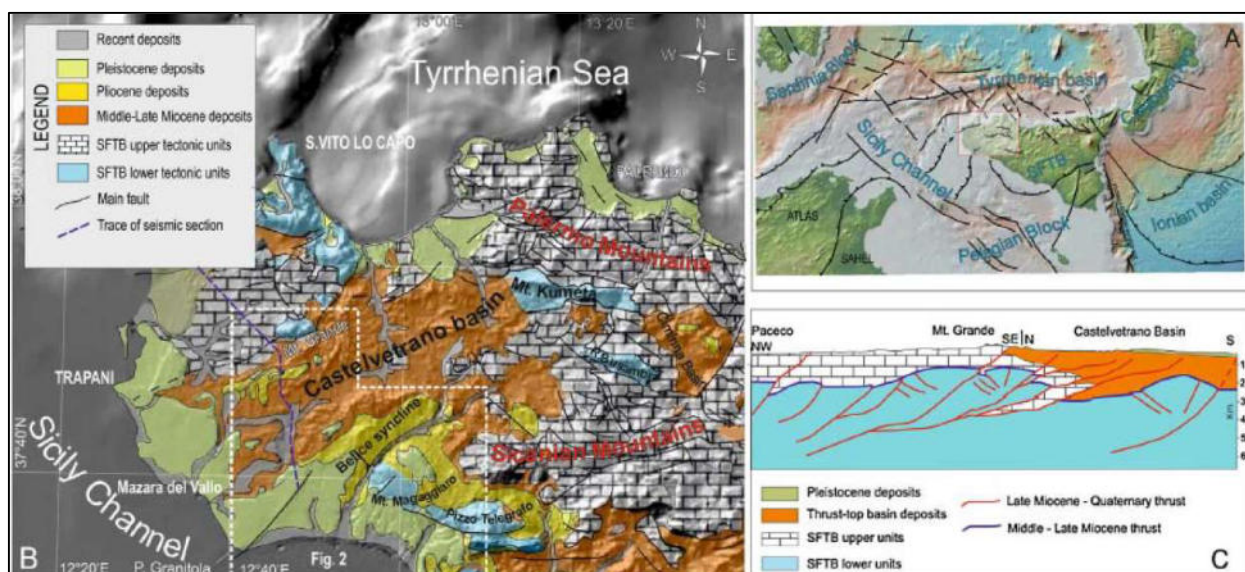 LEGEND
Recent deposits
Pleistocene deposits
Pliocene deposits
Middle-Late Miocene deposits
SFTB upper tectonic units
SFTB lower tectonic units
Main fault
Trace of seismic section
13°00'
13°20'
N
W E
S
Tyrrhenian Sea
S.VITO LO CAPO
PALERMO
Palermo Mountains
Mt. Kumeta
Mt. Grande
Castelvetrano basin
TRAPANI
Sicanian Mountains
Belice syncline
37°40'N
Sicily Channel
Mazara del Vallo
Mt. Magaggiaro
Pizzo Telegrafo
B
12°20'E
P. Granitola
12°40'E
Fig. 2
A
Sardinia Block
Tyrrhenian basin
Sicily Channel
SFTB
ATLAS
SAHEL
Pelagian Block
Ionian basin
Paceco
NW
Mt. Grande
SE N
Castelvetrano Basin
S
1
2
3
4
5
6
Km
Pleistocene deposits
Thrust-top basin deposits
SFTB upper units
SFTB lower units
Late Miocene - Quaternary thrust
Middle - Late Miocene thrust
C